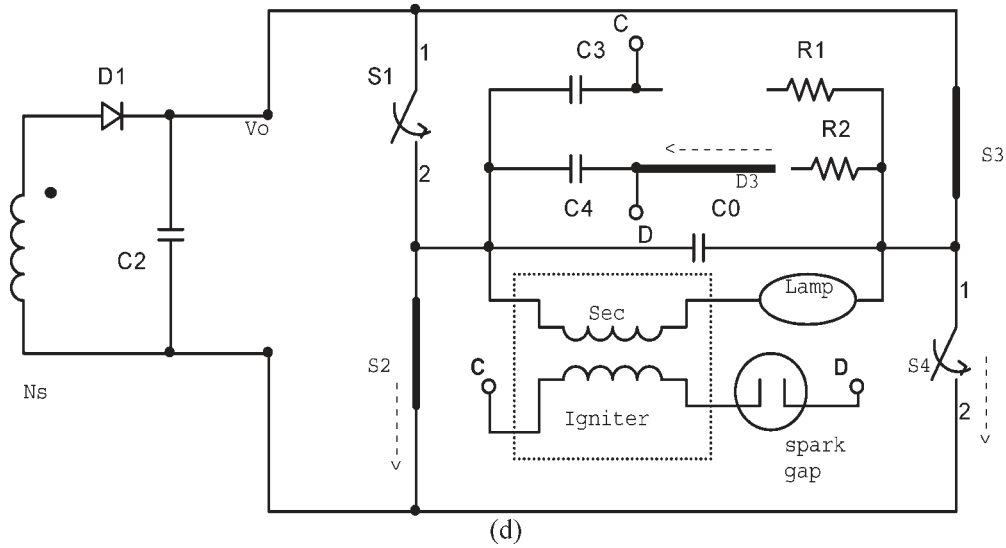 C
C3
R1
D1
1
S1
Vo
R2
S3
2
D3
C4
C0
D
C2
Lamp
1
Sec
S2
C
D
S4
Ns
2
Igniter
spark
gap
(d)